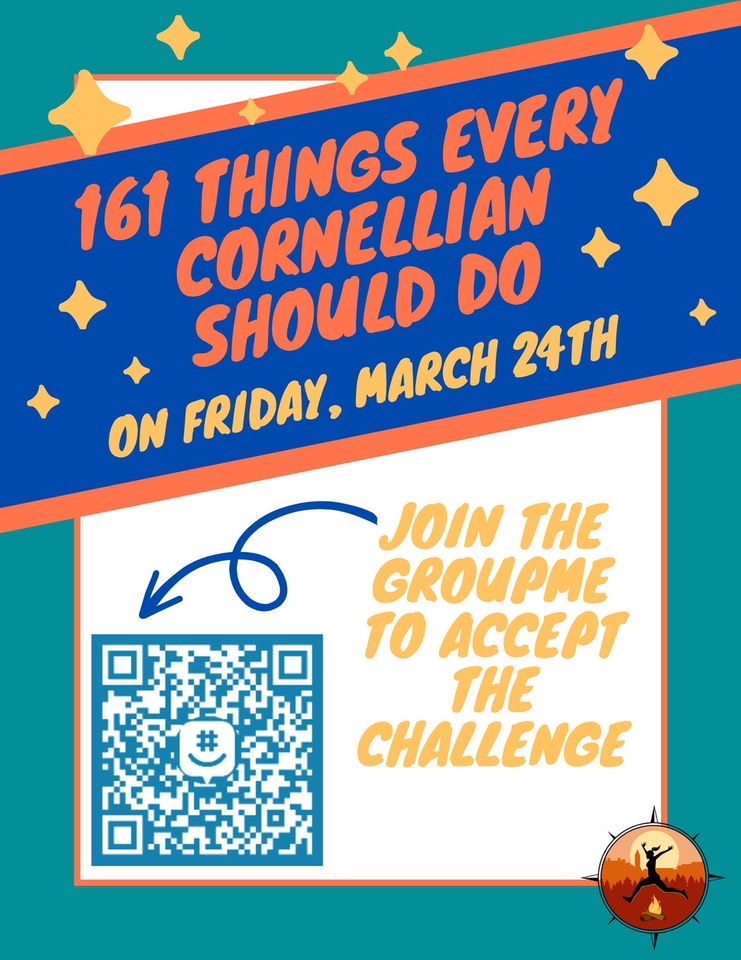 161 THINGS EVERY
CORNELLIAN
SHOULD DO
ON FRIDAY, MARCH 24TH
JOIN THE
GROUPME
TO ACCEPT
THE
CHALLENGE
#